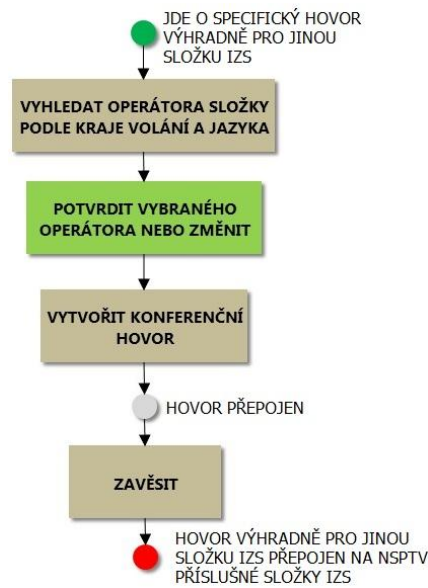 JDE O SPECIFICKÝ HOVOR
VÝHRADNĚ PRO JINOU
SLOŽKU IZS
VYHLEDAT OPERÁTORA SLOŽKY
PODLE KRAJE VOLÁNÍ A JAZYKA
POTVRDIT VYBRANÉHO
OPERÁTORA NEBO ZMĚNIT
VYTVOŘIT KONFERENČNÍ
HOVOR
HOVOR PŘEPOJEN
ZAVĚSIT
HOVOR VÝHRADNĚ PRO JINOU
SLOŽKU IZS PŘEPOJEN NA NSPTV
PŘÍSLUŠNÉ SLOŽKY IZS